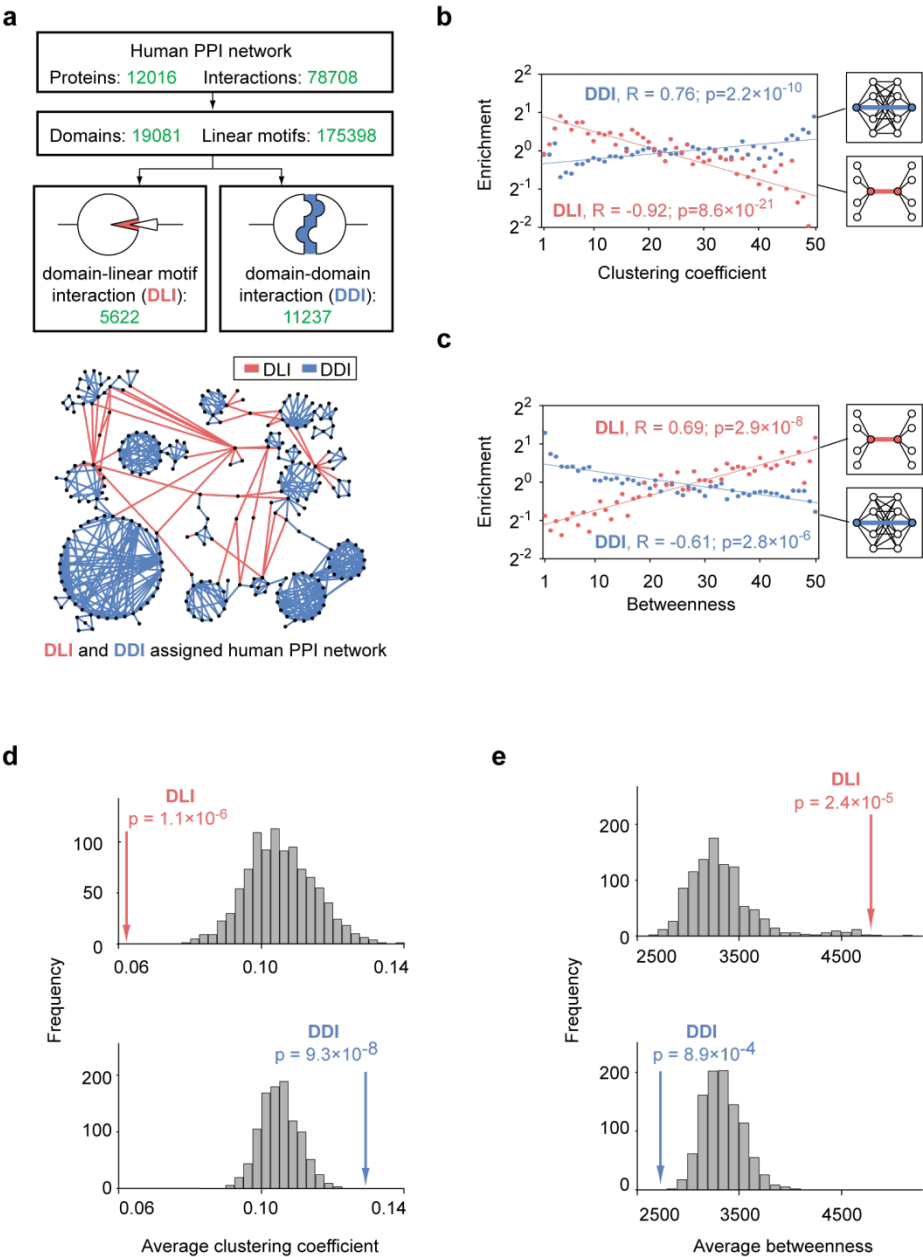 a
Human PPI network
Proteins: 12016 Interactions: 78708
Domains: 19081 Linear motifs: 175398
domain-linear motif
interaction (DLI):
5622
domain-domain
interaction (DDI):
11237
DLI DDI
DLI and DDI assigned human PPI network
b
Enrichment
2^2
2^1
2^0
2^-1
2^-2
DDI, R = 0.76; p=2.2×10^-10
DLI, R = -0.92; p=8.6×10^-21
1 10 20 30 40 50
Clustering coefficient
c
Enrichment
2^2
2^1
2^0
2^-1
2^-2
DLI, R = 0.69; p=2.9×10^-8
DDI, R = -0.61; p=2.8×10^-6
1 10 20 30 40 50
Betweenness
d
DLI
p = 1.1×10^-6
100
50
0
0.06 0.10 0.14
Frequency
DDI
p = 9.3×10^-8
200
100
0
0.06 0.10 0.14
Average clustering coefficient
e
DLI
p = 2.4×10^-5
200
100
0
2500 3500 4500
Frequency
DDI
p = 8.9×10^-4
200
100
0
2500 3500 4500
Average betweenness